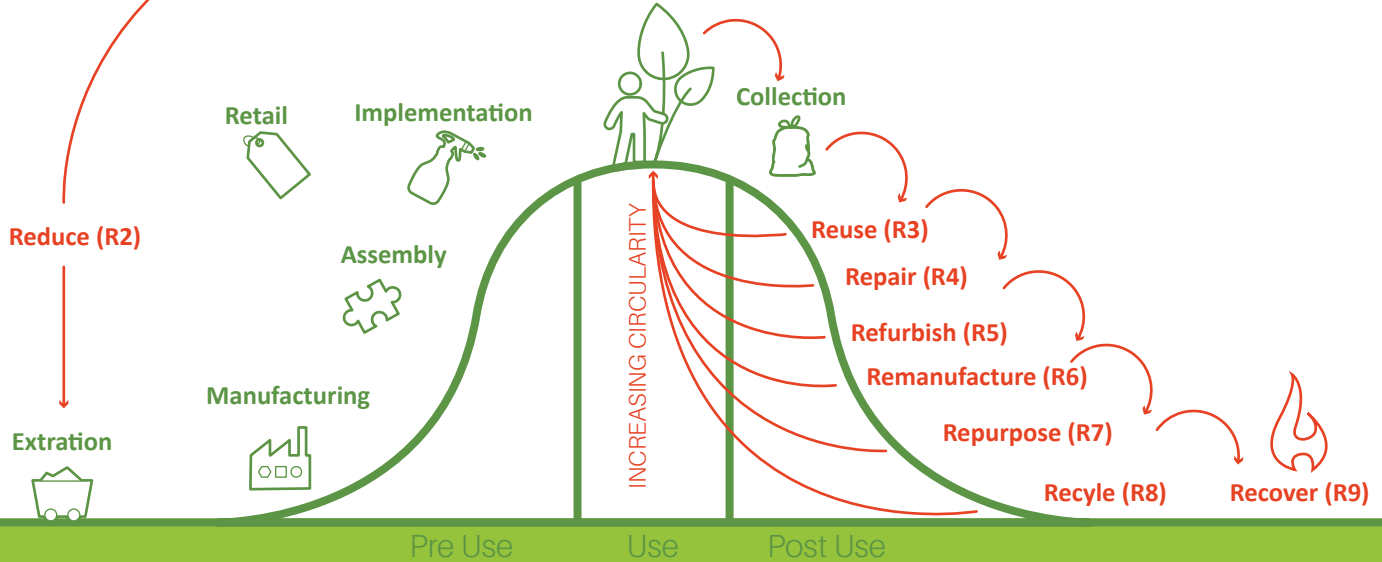 Retail
Implementation
Collection
Reduce (R2)
Assembly
Manufacturing
Extration
INCREASING CIRCULARITY
Reuse (R3)
Repair (R4)
Refurbish (R5)
Remanufacture (R6)
Repurpose (R7)
Recyle (R8)
Recover (R9)
Pre Use
Use
Post Use